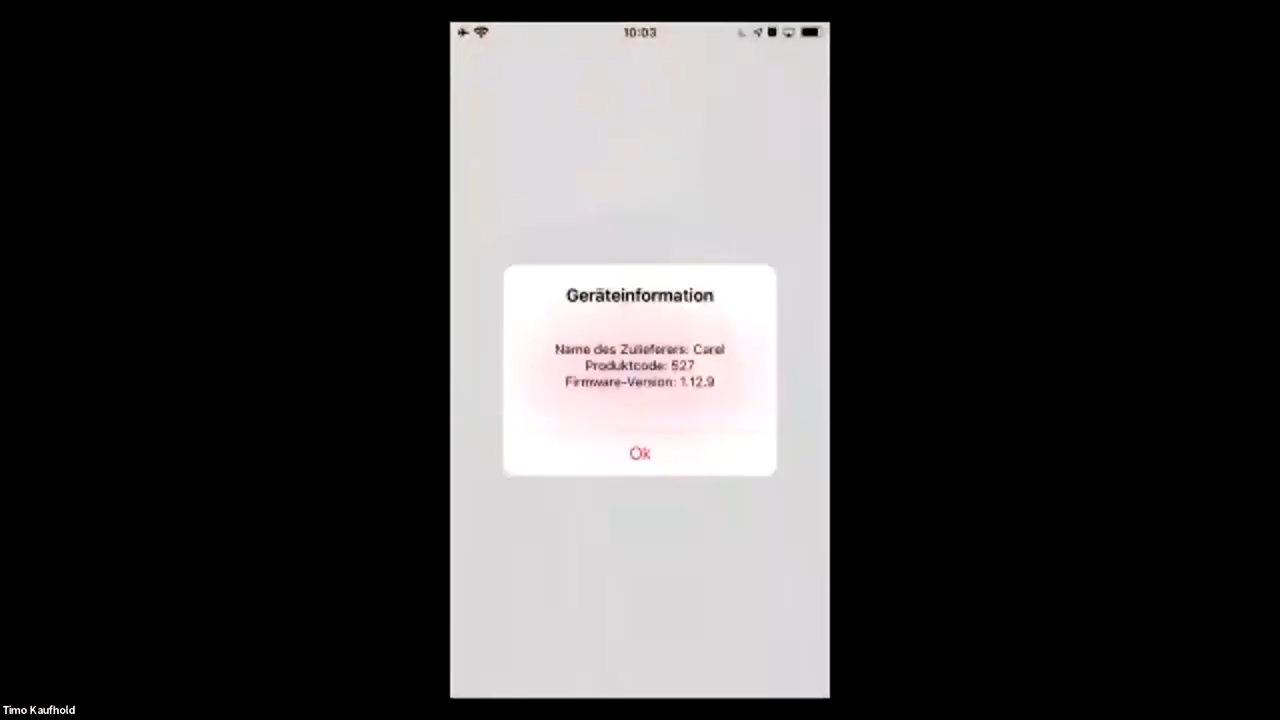 10:03
Geräteinformation
Name des Zulieferers: Carel
Produktcode: 527
Firmware-Version: 1.12.9
Ok
Timo Kaufhold